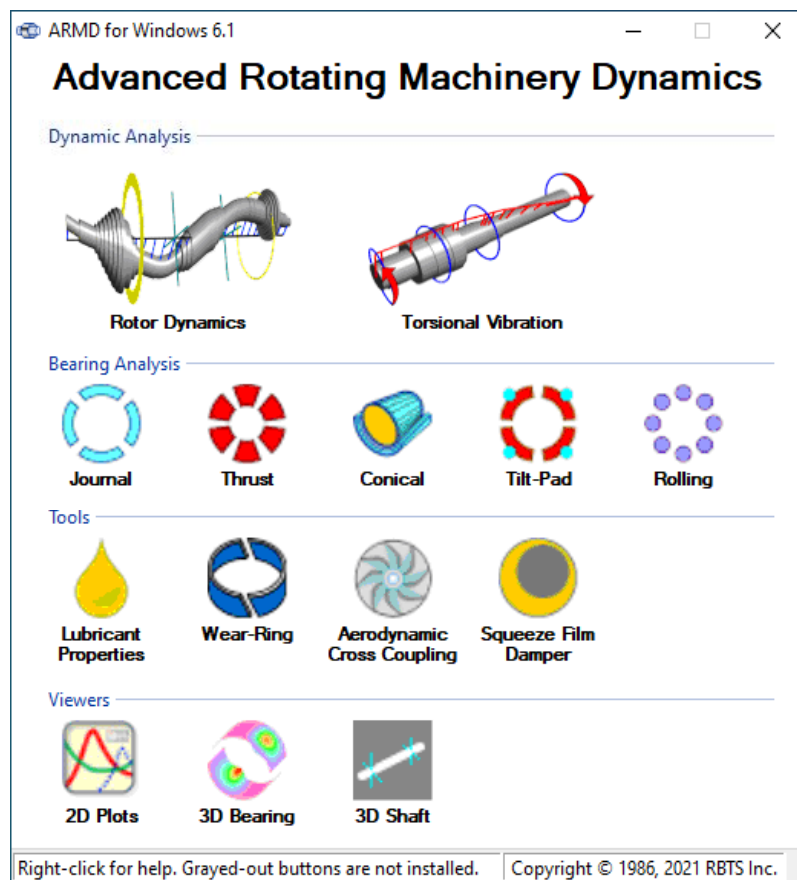 ARMD for Windows 6.1
Advanced Rotating Machinery Dynamics
Dynamic Analysis
Rotor Dynamics
Torsional Vibration
Bearing Analysis
Journal
Thrust
Conical
Tilt-Pad
Rolling
Tools
Lubricant
Properties
Wear-Ring
Aerodynamic
Cross Coupling
Squeeze Film
Damper
Viewers
2D Plots
3D Bearing
3D Shaft
Right-click for help. Grayed-out buttons are not installed.
Copyright © 1986, 2021 RBTS Inc.